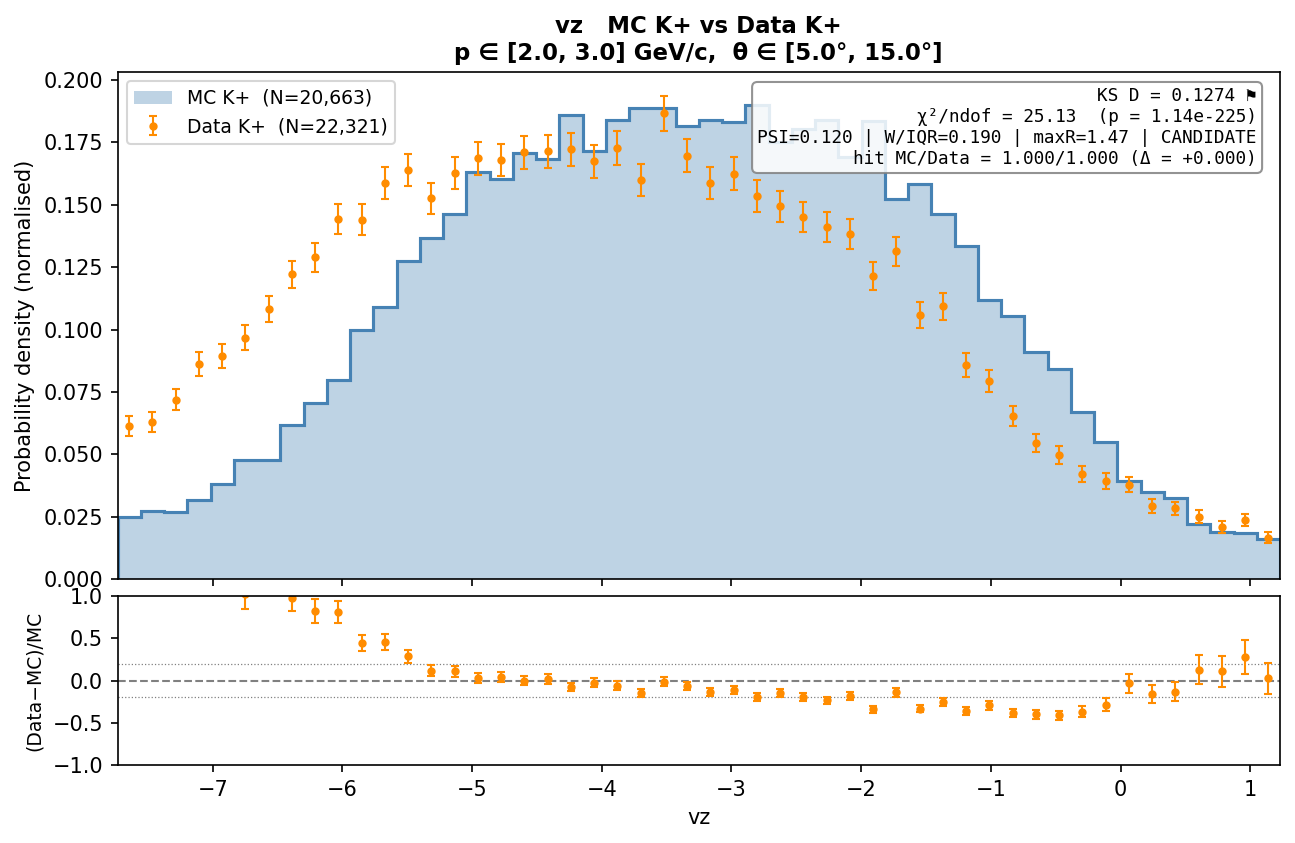 vz   MC K+ vs Data K+
p ∈ [2.0, 3.0] GeV/c,  θ ∈ [5.0°, 15.0°]
MC K+  (N=20,663)
Data K+  (N=22,321)
KS D = 0.1274 ⚑
χ²/ndof = 25.13  (p = 1.14e-225)
PSI=0.120 | W/IQR=0.190 | maxR=1.47 | CANDIDATE
hit MC/Data = 1.000/1.000 (Δ = +0.000)
Probability density (normalised)
0.200
0.175
0.150
0.125
0.100
0.075
0.050
0.025
0.000
(Data−MC)/MC
1.0
0.5
0.0
−0.5
−1.0
−7 −6 −5 −4 −3 −2 −1 0 1
vz